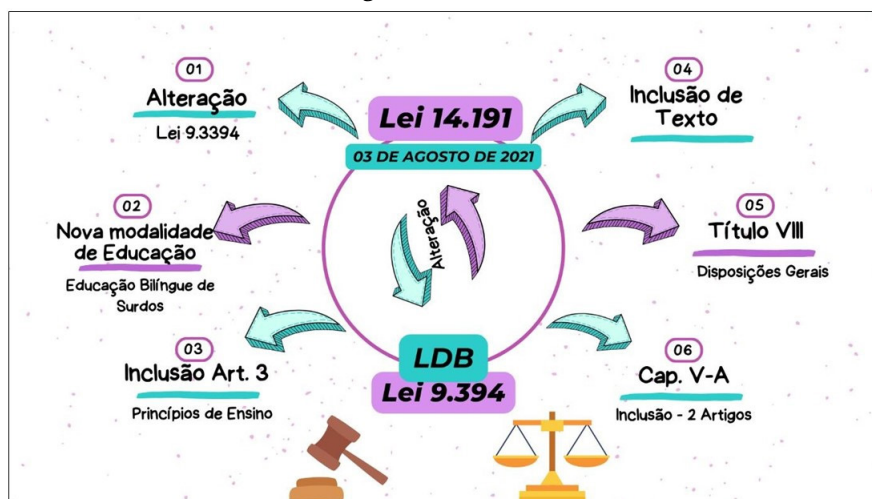 01
Alteração
Lei 9.3394
02
Nova modalidade
de Educação
Educação Bilíngue de
Surdos
03
Inclusão Art. 3
Princípios de Ensino
Lei 14.191
03 DE AGOSTO DE 2021
Alteração
LDB
Lei 9.394
04
Inclusão de
Texto
05
Título VIII
Disposições Gerais
06
Cap. V-A
Inclusão - 2 Artigos